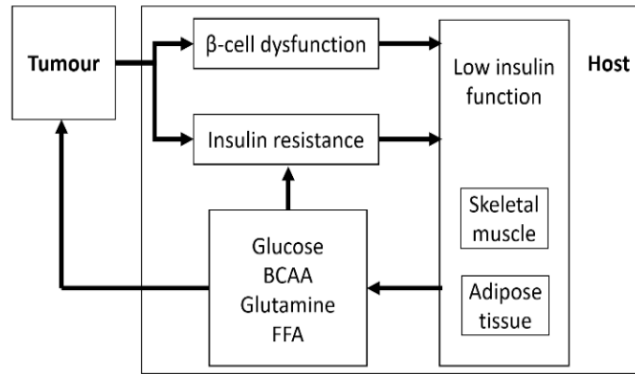 Tumour
β-cell dysfunction
Insulin resistance
Low insulin
function
Host
Skeletal
muscle
Adipose
tissue
Glucose
BCAA
Glutamine
FFA